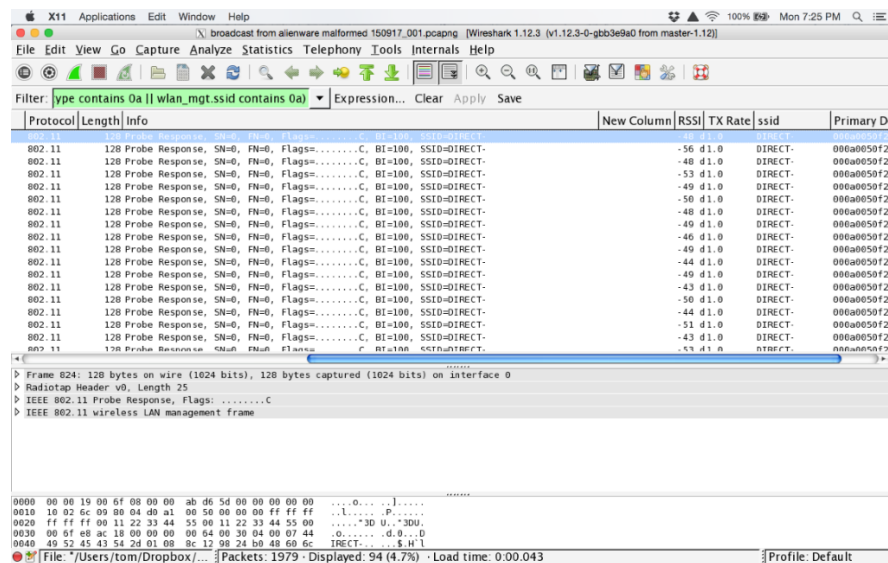 X11 Applications Edit Window Help 100% Mon 7:25 PM
broadcast from alienware malformed 150917_001.pcapng [Wireshark 1.12.3 (v1.12.3-0-gbb3e9a0 from master-1.12)]
File Edit View Go Capture Analyze Statistics Telephony Tools Internals Help
Filter: ype contains 0a || wlan_mgt.ssid contains 0a) Expression... Clear Apply Save
Protocol Length Info New Column RSSI TX Rate ssid Primary D
802.11 128 Probe Response, SN=0, FN=0, Flags=........C, BI=100, SSID=DIRECT- -48 d1.0 DIRECT- 000a0050f2
802.11 128 Probe Response, SN=0, FN=0, Flags=........C, BI=100, SSID=DIRECT- -56 d1.0 DIRECT- 000a0050f2
802.11 128 Probe Response, SN=0, FN=0, Flags=........C, BI=100, SSID=DIRECT- -48 d1.0 DIRECT- 000a0050f2
802.11 128 Probe Response, SN=0, FN=0, Flags=........C, BI=100, SSID=DIRECT- -53 d1.0 DIRECT- 000a0050f2
802.11 128 Probe Response, SN=0, FN=0, Flags=........C, BI=100, SSID=DIRECT- -49 d1.0 DIRECT- 000a0050f2
802.11 128 Probe Response, SN=0, FN=0, Flags=........C, BI=100, SSID=DIRECT- -50 d1.0 DIRECT- 000a0050f2
802.11 128 Probe Response, SN=0, FN=0, Flags=........C, BI=100, SSID=DIRECT- -48 d1.0 DIRECT- 000a0050f2
802.11 128 Probe Response, SN=0, FN=0, Flags=........C, BI=100, SSID=DIRECT- -49 d1.0 DIRECT- 000a0050f2
802.11 128 Probe Response, SN=0, FN=0, Flags=........C, BI=100, SSID=DIRECT- -46 d1.0 DIRECT- 000a0050f2
802.11 128 Probe Response, SN=0, FN=0, Flags=........C, BI=100, SSID=DIRECT- -49 d1.0 DIRECT- 000a0050f2
802.11 128 Probe Response, SN=0, FN=0, Flags=........C, BI=100, SSID=DIRECT- -44 d1.0 DIRECT- 000a0050f2
802.11 128 Probe Response, SN=0, FN=0, Flags=........C, BI=100, SSID=DIRECT- -49 d1.0 DIRECT- 000a0050f2
802.11 128 Probe Response, SN=0, FN=0, Flags=........C, BI=100, SSID=DIRECT- -43 d1.0 DIRECT- 000a0050f2
802.11 128 Probe Response, SN=0, FN=0, Flags=........C, BI=100, SSID=DIRECT- -50 d1.0 DIRECT- 000a0050f2
802.11 128 Probe Response, SN=0, FN=0, Flags=........C, BI=100, SSID=DIRECT- -44 d1.0 DIRECT- 000a0050f2
802.11 128 Probe Response, SN=0, FN=0, Flags=........C, BI=100, SSID=DIRECT- -51 d1.0 DIRECT- 000a0050f2
802.11 128 Probe Response, SN=0, FN=0, Flags=........C, BI=100, SSID=DIRECT- -43 d1.0 DIRECT- 000a0050f2
802.11 128 Probe Response, SN=0, FN=0, Flags=........C, BI=100, SSID=DIRECT- -53 d1.0 DIRECT- 000a0050f2
Frame 824: 128 bytes on wire (1024 bits), 128 bytes captured (1024 bits) on interface 0
Radiotap Header v0, Length 25
IEEE 802.11 Probe Response, Flags: ........C
IEEE 802.11 wireless LAN management frame
0000 00 00 19 00 6f 08 00 00 ab d6 5d 00 00 00 00 00 ....o... ..].....
0010 10 02 6c 09 80 04 d0 a1 00 50 00 00 00 ff ff ff ..l..... .P......
0020 ff ff ff 00 11 22 33 44 55 00 11 22 33 44 55 00 ....."3D U.."3DU.
0030 00 6f e8 ac 18 00 00 00 00 64 00 30 04 00 07 44 .o...... .d.0...D
0040 49 52 45 43 54 2d 01 08 8c 12 98 24 b0 48 60 6c IRECT-.. ...$.H`l
File: "/Users/tom/Dropbox/... Packets: 1979 · Displayed: 94 (4.7%) · Load time: 0:00.043 Profile: Default